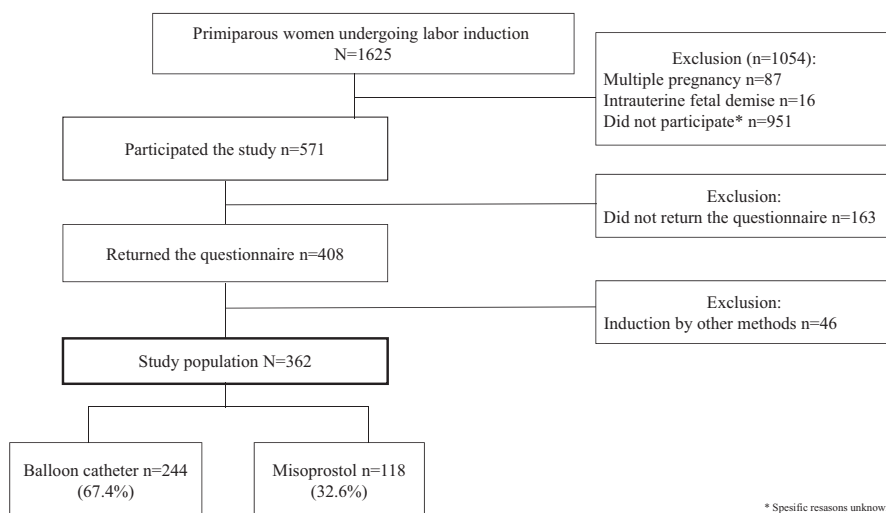 Primiparous women undergoing labor induction
N=1625
Exclusion (n=1054):
Multiple pregnancy n=87
Intrauterine fetal demise n=16
Did not participate* n=951
Participated the study n=571
Exclusion:
Did not return the questionnaire n=163
Returned the questionnaire n=408
Exclusion:
Induction by other methods n=46
Study population N=362
Balloon catheter n=244
(67.4%)
Misoprostol n=118
(32.6%)
* Spesific resasons unknow